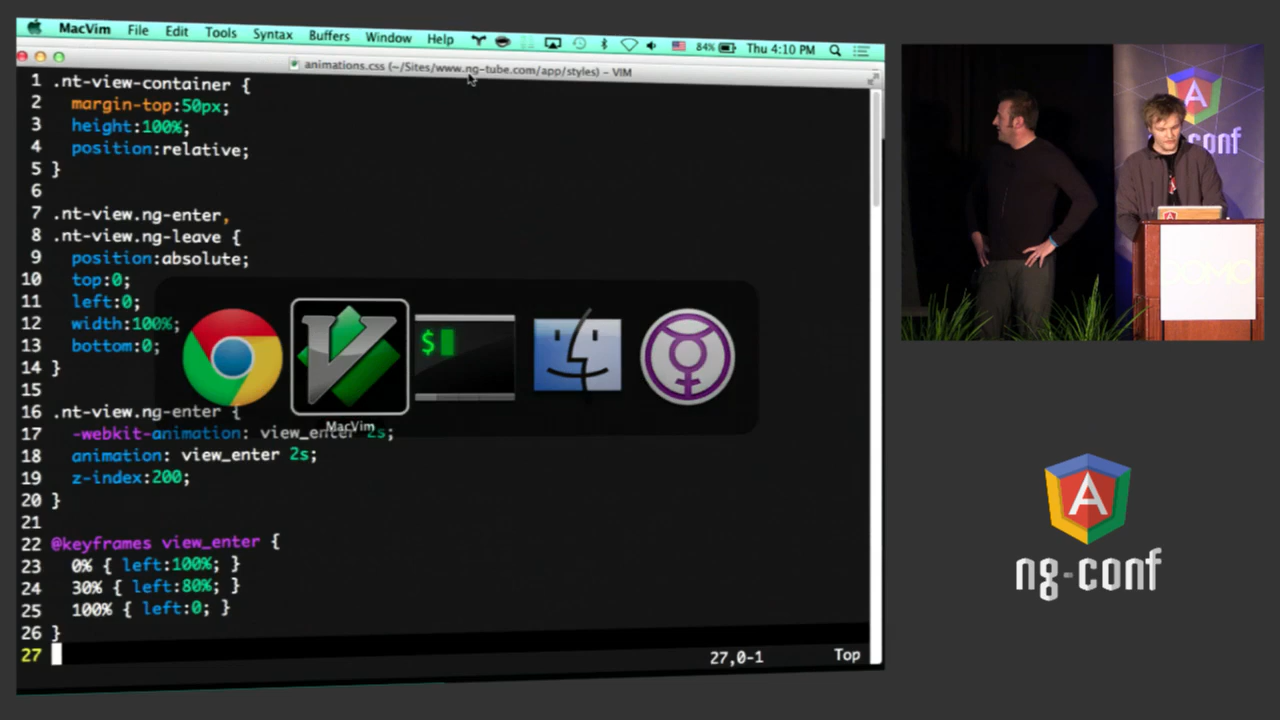 MacVim File Edit Tools Syntax Buffers Window Help 84% Thu 4:10 PM
animations.css (~/Sites/www.ng-tube.com/app/styles) – VIM
1 .nt-view-container {
2 margin-top:50px;
3 height:100%;
4 position:relative;
5 }
6
7 .nt-view.ng-enter,
8 .nt-view.ng-leave {
9 position:absolute;
10 top:0;
11 left:0;
12 width:100%;
13 bottom:0;
14 }
15
16 .nt-view.ng-enter {
17 -webkit-animation: view_enter 2s;
18 animation: view_enter 2s;
19 z-index:200;
20 }
21
22 @keyframes view_enter {
23 0% { left:100%; }
24 30% { left:80%; }
25 100% { left:0; }
26 }
27
27,0-1 Top
$
MacVim
A
conf
DOMO
A
ng-conf